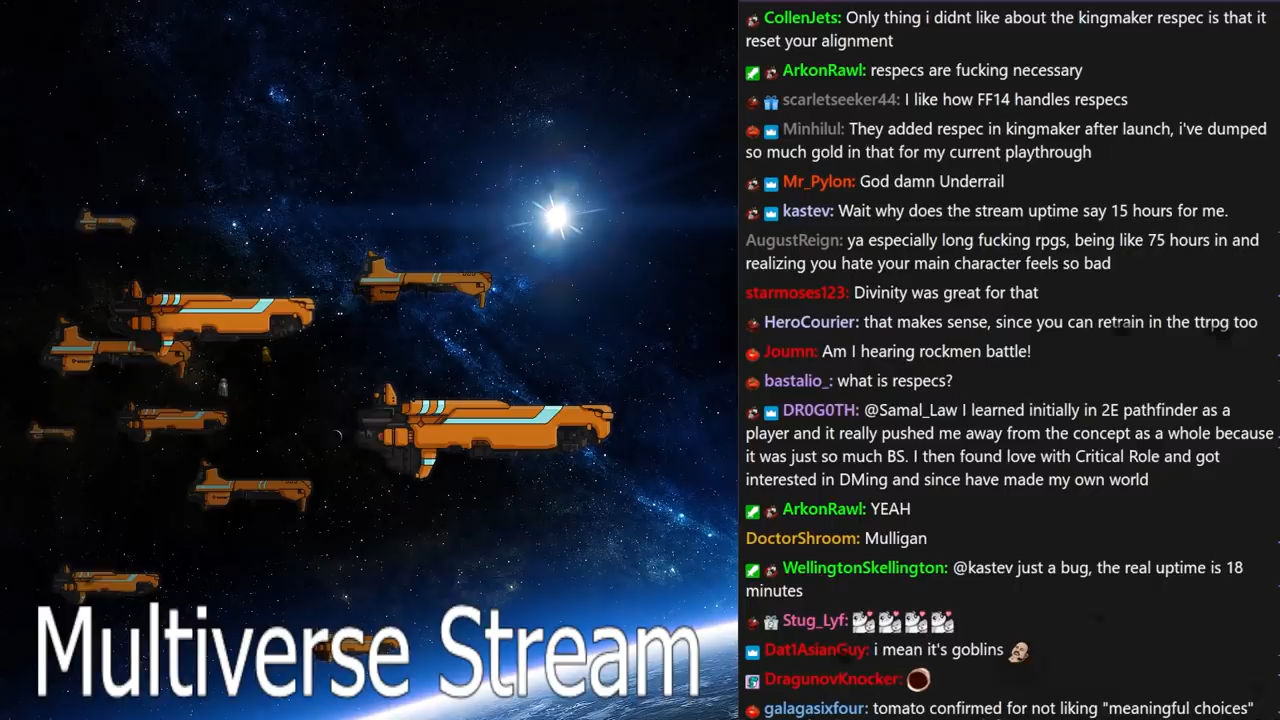 CollenJets: Only thing i didnt like about the kingmaker respec is that it
reset your alignment
ArkonRawl: respecs are fucking necessary
scarletseeker44: I like how FF14 handles respecs
Minhilul: They added respec in kingmaker after launch, i've dumped
so much gold in that for my current playthrough
Mr_Pylon: God damn Underrail
kastev: Wait why does the stream uptime say 15 hours for me.
AugustReign: ya especially long fucking rpgs, being like 75 hours in and
realizing you hate your main character feels so bad
starmoses123: Divinity was great for that
HeroCourier: that makes sense, since you can retrain in the ttrpg too
Joumn: Am I hearing rockmen battle!
bastalio_: what is respecs?
DR0G0TH: @Samal_Law I learned initially in 2E pathfinder as a
player and it really pushed me away from the concept as a whole because
it was just so much BS. I then found love with Critical Role and got
interested in DMing and since have made my own world
ArkonRawl: YEAH
DoctorShroom: Mulligan
WellingtonSkellington: @kastev just a bug, the real uptime is 18
minutes
Stug_Lyf:
Dat1AsianGuy: i mean it's goblins
DragunovKnocker:
galagasixfour: tomato confirmed for not liking "meaningful choices"
Multiverse Stream